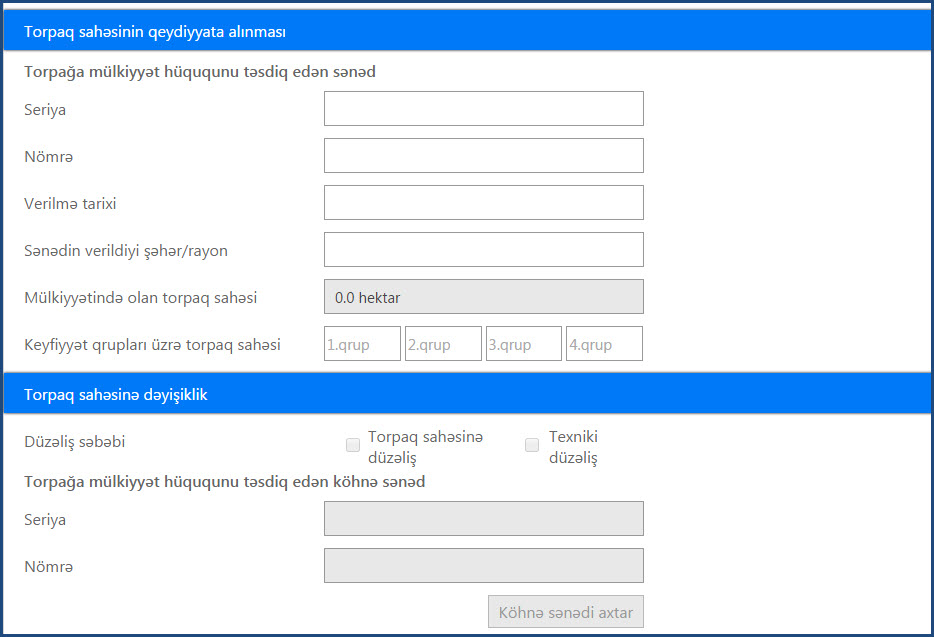 Torpaq sahəsinin qeydiyyata alınması
Torpağa mülkiyyət hüququnu təsdiq edən sənəd
Seriya
Nömrə
Verilmə tarixi
Sənədin verildiyi şəhər/rayon
Mülkiyyətində olan torpaq sahəsi 0.0 hektar
Keyfiyyət qrupları üzrə torpaq sahəsi 1.qrup 2.qrup 3.qrup 4.qrup
Torpaq sahəsinə dəyişiklik
Düzəliş səbəbi
Torpaq sahəsinə
düzəliş
Texniki
düzəliş
Torpağa mülkiyyət hüququnu təsdiq edən köhnə sənəd
Seriya
Nömrə
Köhnə sənədi axtar